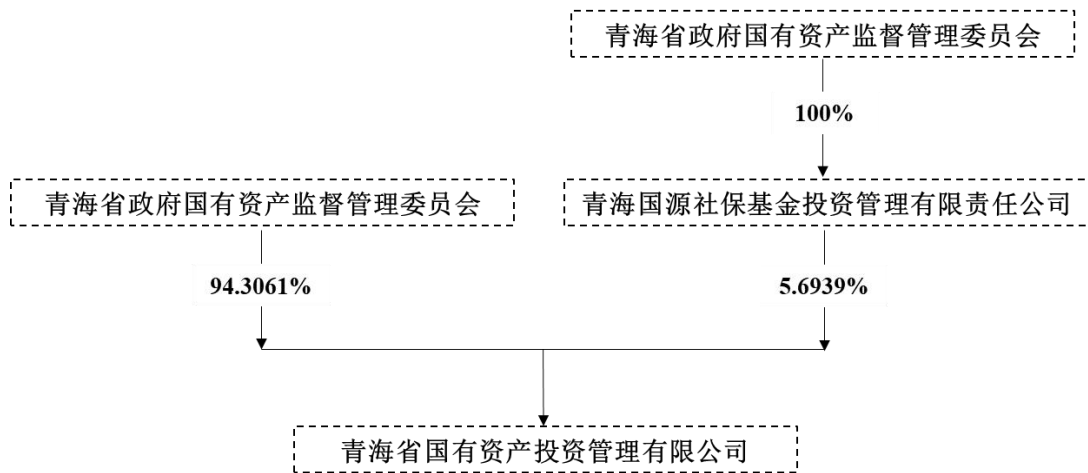 青海省政府国有资产监督管理委员会
100%
青海省政府国有资产监督管理委员会
青海国源社保基金投资管理有限责任公司
94.3061%
5.6939%
青海省国有资产投资管理有限公司